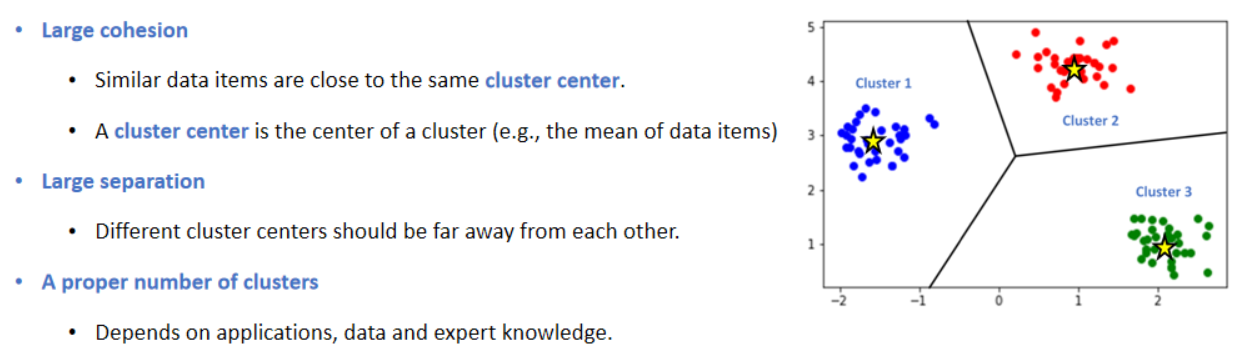 • Large cohesion
• Similar data items are close to the same cluster center.
• A cluster center is the center of a cluster (e.g., the mean of data items)
• Large separation
• Different cluster centers should be far away from each other.
• A proper number of clusters
• Depends on applications, data and expert knowledge.
5
4
3
2
1
−2
−1
0
1
2
Cluster 1
Cluster 2
Cluster 3